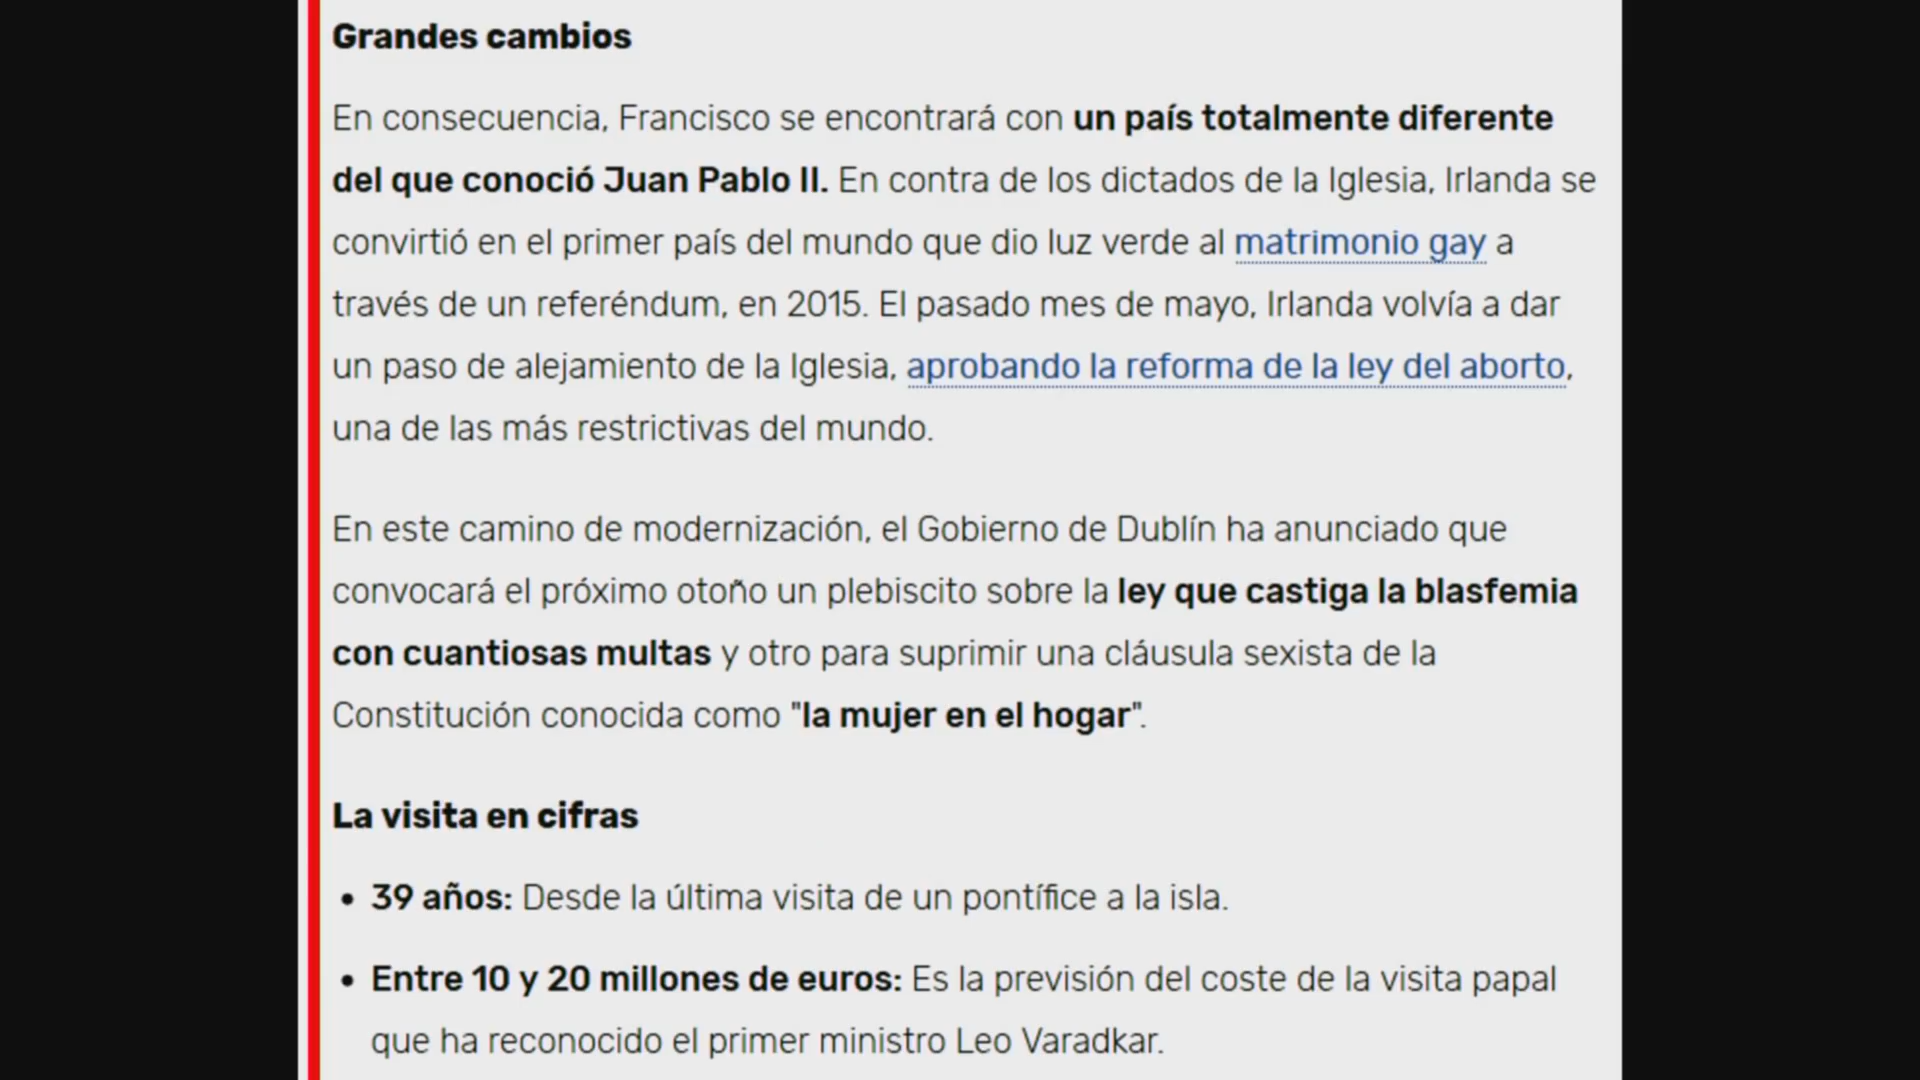 Grandes cambios
En consecuencia, Francisco se encontrará con un país totalmente diferente
del que conoció Juan Pablo II. En contra de los dictados de la Iglesia, Irlanda se
convirtió en el primer país del mundo que dio luz verde al matrimonio gay a
través de un referéndum, en 2015. El pasado mes de mayo, Irlanda volvía a dar
un paso de alejamiento de la Iglesia, aprobando la reforma de la ley del aborto,
una de las más restrictivas del mundo.
En este camino de modernización, el Gobierno de Dublín ha anunciado que
convocará el próximo otoño un plebiscito sobre la ley que castiga la blasfemia
con cuantiosas multas y otro para suprimir una cláusula sexista de la
Constitución conocida como "la mujer en el hogar".
La visita en cifras
• 39 años: Desde la última visita de un pontífice a la isla.
• Entre 10 y 20 millones de euros: Es la previsión del coste de la visita papal
que ha reconocido el primer ministro Leo Varadkar.